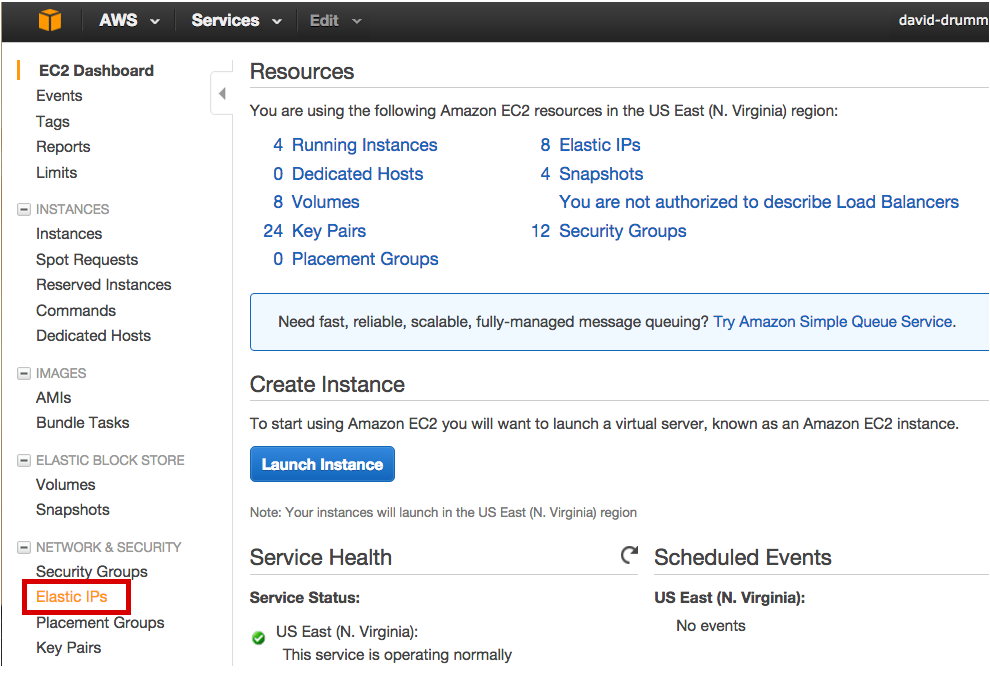 AWS Services Edit david-drumm
EC2 Dashboard
Events
Tags
Reports
Limits
INSTANCES
Instances
Spot Requests
Reserved Instances
Commands
Dedicated Hosts
IMAGES
AMIs
Bundle Tasks
ELASTIC BLOCK STORE
Volumes
Snapshots
NETWORK & SECURITY
Security Groups
Elastic IPs
Placement Groups
Key Pairs
Resources
You are using the following Amazon EC2 resources in the US East (N. Virginia) region:
4 Running Instances
0 Dedicated Hosts
8 Volumes
24 Key Pairs
0 Placement Groups
8 Elastic IPs
4 Snapshots
You are not authorized to describe Load Balancers
12 Security Groups
Need fast, reliable, scalable, fully-managed message queuing? Try Amazon Simple Queue Service.
Create Instance
To start using Amazon EC2 you will want to launch a virtual server, known as an Amazon EC2 instance.
Launch Instance
Note: Your instances will launch in the US East (N. Virginia) region
Service Health
Service Status:
US East (N. Virginia):
This service is operating normally
Scheduled Events
US East (N. Virginia):
No events